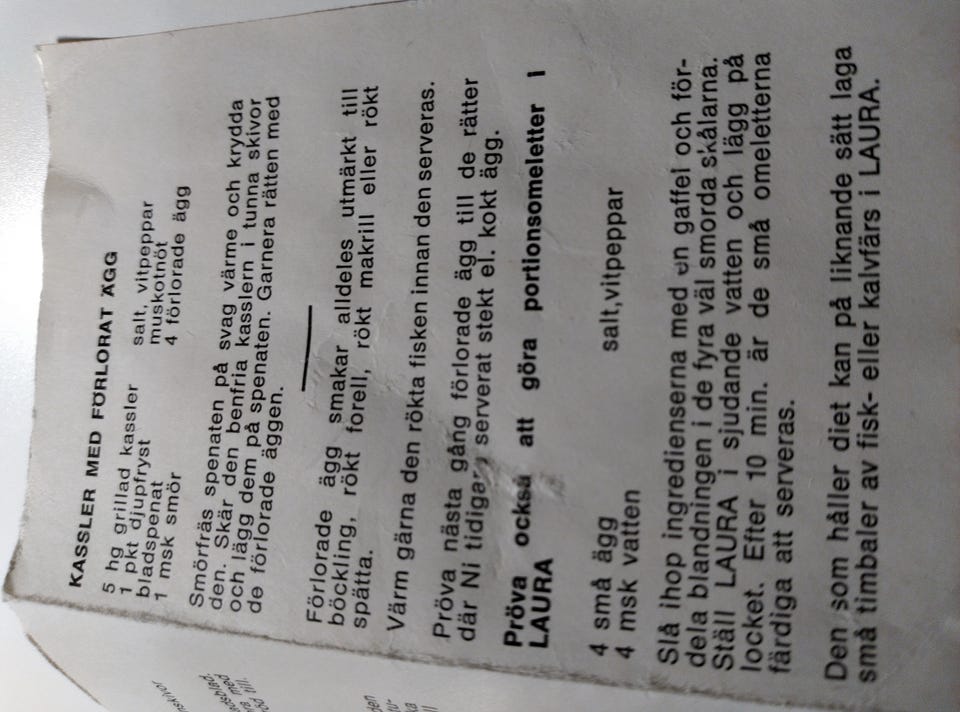 KASSLER MED FÖRLORAT ÄGG
5 hg grillad kassler
1 pkt djupfryst
bladspenat
1 msk smör
salt, vitpeppar
muskotnöt
4 förlorade ägg
Smörfräs spenaten på svag värme och krydda
den. Skär den benfria kasslern i tunna skivor
och lägg dem på spenaten. Garnera rätten med
de förlorade äggen.
Förlorade ägg smakar alldeles utmärkt till
böckling, rökt forell, rökt makrill eller rökt
spätta.
Värm gärna den rökta fisken innan den serveras.
Pröva nästa gång förlorade ägg till de rätter
där Ni tidigare serverat stekt el. kokt ägg.
Pröva också att göra portionsomeletter i
LAURA
4 små ägg
4 msk vatten
salt,vitpeppar
Slå ihop ingredienserna med en gaffel och för-
dela blandningen i de fyra väl smorda skålarna.
Ställ LAURA i sjudande vatten och lägg på
locket. Efter 10 min. är de små omeletterna
färdiga att serveras.
Den som håller diet kan på liknande sätt laga
små timbaler av fisk- eller kalvfärs i LAURA.